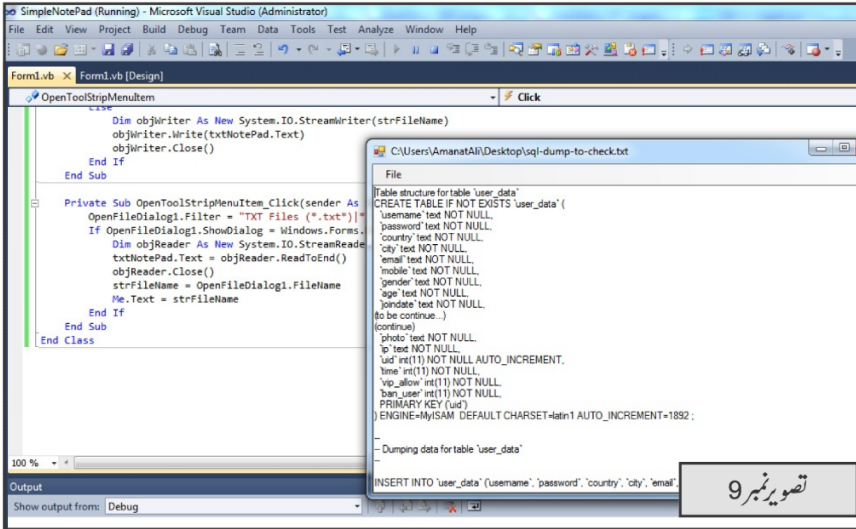 SimpleNotePad (Running) - Microsoft Visual Studio (Administrator)
File Edit View Project Build Debug Team Data Tools Test Analyze Window Help
Form1.vb Form1.vb [Design]
OpenToolStripMenuItem Click
Else
Dim objWriter As New System.IO.StreamWriter(strFileName)
objWriter.Write(txtNotePad.Text)
objWriter.Close()
End If
End Sub
Private Sub OpenToolStripMenuItem_Click(sender As
OpenFileDialog1.Filter = "TXT Files (*.txt*)|*
If OpenFileDialog1.ShowDialog = Windows.Forms.
Dim objReader As New System.IO.StreamReade
txtNotePad.Text = objReader.ReadToEnd()
objReader.Close()
strFileName = OpenFileDialog1.FileName
Me.Text = strFileName
End If
End Sub
End Class
100 %
Output
Show output from: Debug
C:\Users\AmanatAli\Desktop\sql-dump-to-check.txt
File
Table structure for table `user_data`
CREATE TABLE IF NOT EXISTS `user_data` (
`username` text NOT NULL,
`password` text NOT NULL,
`country` text NOT NULL,
`city` text NOT NULL,
`email` text NOT NULL,
`mobile` text NOT NULL,
`gender` text NOT NULL,
`age` text NOT NULL,
`joindate` text NOT NULL,
(to be continue...)
(continue)
`photo` text NOT NULL,
`ip` text NOT NULL,
`uid` int(11) NOT NULL AUTO_INCREMENT,
`time` int(11) NOT NULL,
`vip_allow` int(11) NOT NULL,
`ban_user` int(11) NOT NULL,
PRIMARY KEY (`uid`)
) ENGINE=MyISAM DEFAULT CHARSET=latin1 AUTO_INCREMENT=1892 ;
--
-- Dumping data for table `user_data`
--
INSERT INTO `user_data` (`username`, `password`, `country`, `city`, `email`,
تصویر نمبر 9